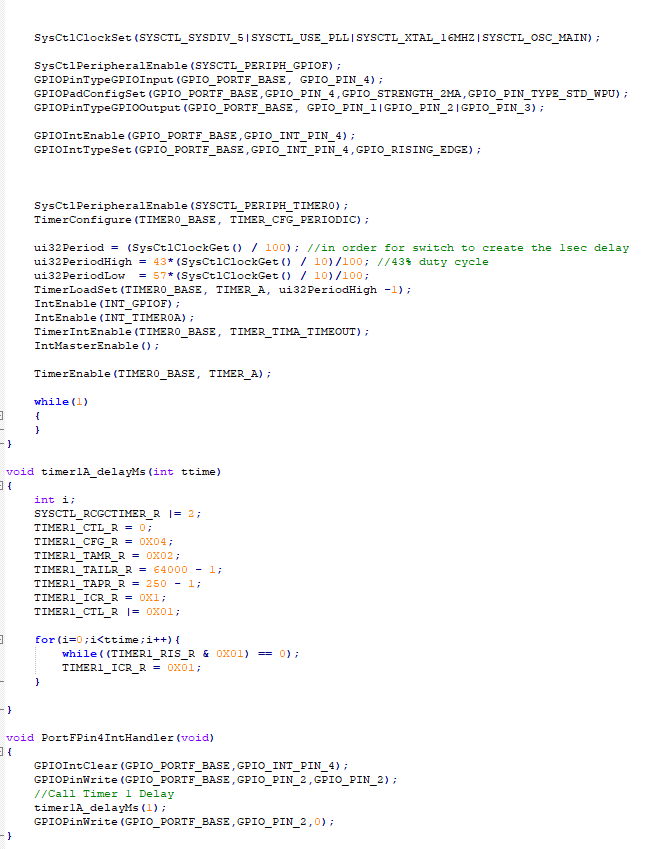 SysCtlClockSet(SYSCTL_SYSDIV_5|SYSCTL_USE_PLL|SYSCTL_XTAL_16MHZ|SYSCTL_OSC_MAIN);
SysCtlPeripheralEnable(SYSCTL_PERIPH_GPIOF);
GPIOPinTypeGPIOInput(GPIO_PORTF_BASE, GPIO_PIN_4);
GPIOPadConfigSet(GPIO_PORTF_BASE,GPIO_PIN_4,GPIO_STRENGTH_2MA,GPIO_PIN_TYPE_STD_WPU);
GPIOPinTypeGPIOOutput(GPIO_PORTF_BASE, GPIO_PIN_1|GPIO_PIN_2|GPIO_PIN_3);
GPIOIntEnable(GPIO_PORTF_BASE,GPIO_INT_PIN_4);
GPIOIntTypeSet(GPIO_PORTF_BASE,GPIO_INT_PIN_4,GPIO_RISING_EDGE);
SysCtlPeripheralEnable(SYSCTL_PERIPH_TIMER0);
TimerConfigure(TIMER0_BASE, TIMER_CFG_PERIODIC);
ui32Period = (SysCtlClockGet() / 100); //in order for switch to create the 1sec delay
ui32PeriodHigh = 43*(SysCtlClockGet() / 10)/100; //43% duty cycle
ui32PeriodLow  = 57*(SysCtlClockGet() / 10)/100;
TimerLoadSet(TIMER0_BASE, TIMER_A, ui32PeriodHigh -1);
IntEnable(INT_GPIOF);
IntEnable(INT_TIMER0A);
TimerIntEnable(TIMER0_BASE, TIMER_TIMA_TIMEOUT);
IntMasterEnable();
TimerEnable(TIMER0_BASE, TIMER_A);
while(1)
{
}
}
void timer1A_delayMs(int ttime)
{
int i;
SYSCTL_RCGCTIMER_R |= 2;
TIMER1_CTL_R = 0;
TIMER1_CFG_R = 0X04;
TIMER1_TAMR_R = 0X02;
TIMER1_TAILR_R = 64000 - 1;
TIMER1_TAPR_R = 250 - 1;
TIMER1_ICR_R = 0X1;
TIMER1_CTL_R |= 0X01;
for(i=0;i<ttime;i++){
while((TIMER1_RIS_R & 0X01) == 0);
TIMER1_ICR_R = 0X01;
}
}
void PortFPin4IntHandler(void)
{
GPIOIntClear(GPIO_PORTF_BASE,GPIO_INT_PIN_4);
GPIOPinWrite(GPIO_PORTF_BASE,GPIO_PIN_2,GPIO_PIN_2);
//Call Timer 1 Delay
timer1A_delayMs(1);
GPIOPinWrite(GPIO_PORTF_BASE,GPIO_PIN_2,0);
}